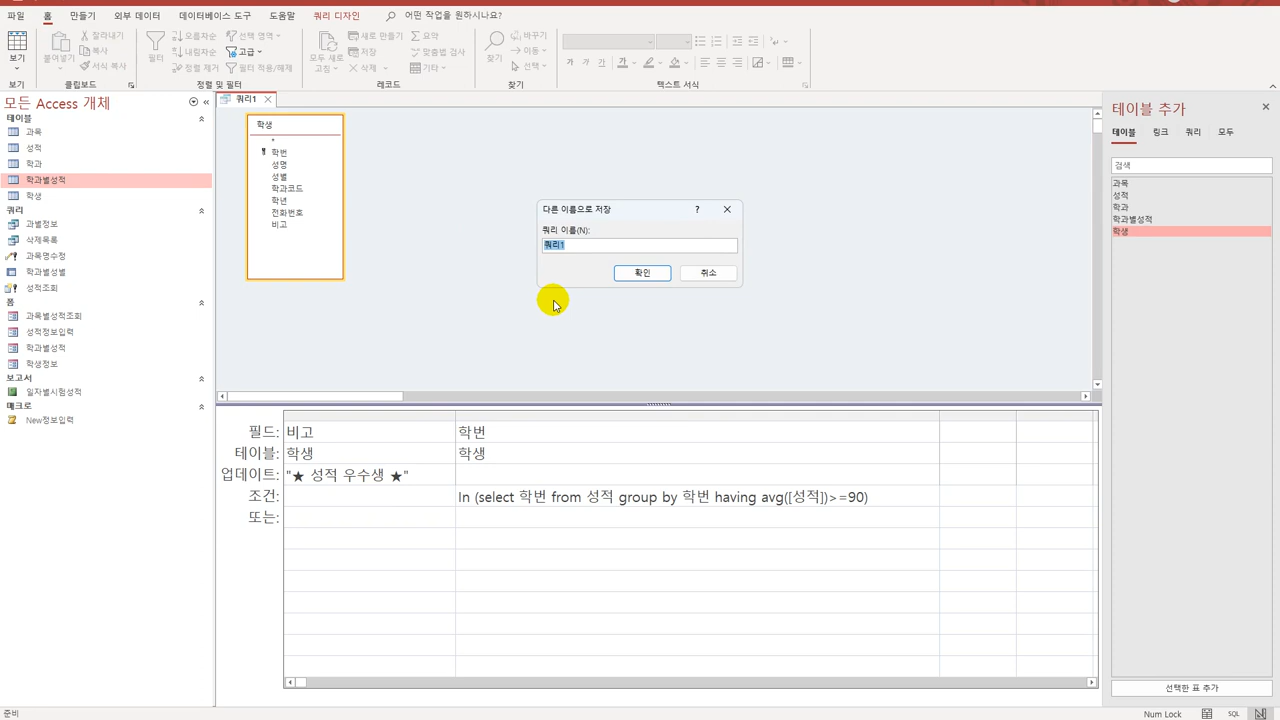 파일 홈 만들기 외부 데이터 데이터베이스 도구 도움말 쿼리 디자인 어떤 작업을 원하시나요?
보기 붙여넣기 잘라내기 복사 서식 복사
필터 오름차순 내림차순 정렬 제거 선택 영역 고급 필터 적용/해제
모두 새로 고침 새로 만들기 저장 삭제 요약 맞춤법 검사 기타
찾기 바꾸기 이동 선택
가 가 가 가
보기 클립보드 정렬 및 필터 레코드 찾기 텍스트 서식
모든 Access 개체
테이블
과목
성적
학과
학과별성적
학생
쿼리
과별정보
삭제목록
과목명수정
학과별성별
성적조회
폼
과목별성적조회
성적정보입력
학과별성적
학생정보
보고서
일자별시험성적
매크로
New정보입력
쿼리1
학생
*
학번
성명
성별
학과코드
학년
전화번호
비고
다른 이름으로 저장 ?
쿼리 이름(N):
쿼리1
확인 취소
필드: 비고 학번
테이블: 학생 학생
업데이트: "★ 성적 우수생 ★"
조건: In (select 학번 from 성적 group by 학번 having avg([성적])>=90)
또는:
테이블 추가
테이블 링크 쿼리 모두
검색
과목
성적
학과
학과별성적
학생
선택한 표 추가
준비 Num Lock SQL